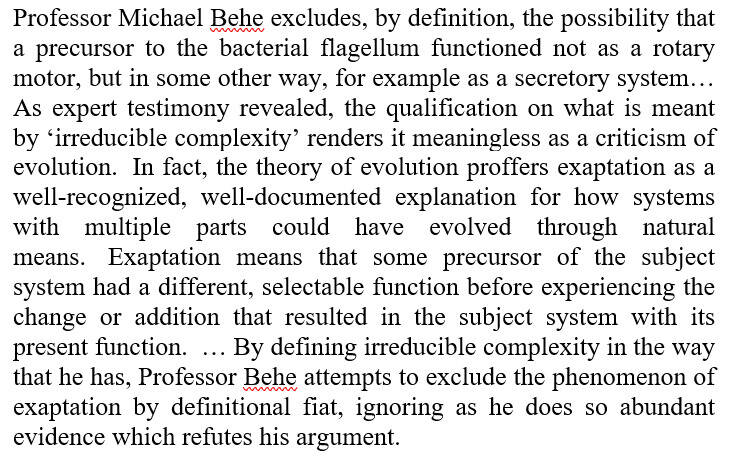 Professor Michael Behe excludes, by definition, the possibility that
a precursor to the bacterial flagellum functioned not as a rotary
motor, but in some other way, for example as a secretory system…
As expert testimony revealed, the qualification on what is meant
by ‘irreducible complexity’ renders it meaningless as a criticism of
evolution. In fact, the theory of evolution proffers exaptation as a
well-recognized, well-documented explanation for how systems
with multiple parts could have evolved through natural
means. Exaptation means that some precursor of the subject
system had a different, selectable function before experiencing the
change or addition that resulted in the subject system with its
present function. … By defining irreducible complexity in the way
that he has, Professor Behe attempts to exclude the phenomenon of
exaptation by definitional fiat, ignoring as he does so abundant
evidence which refutes his argument.